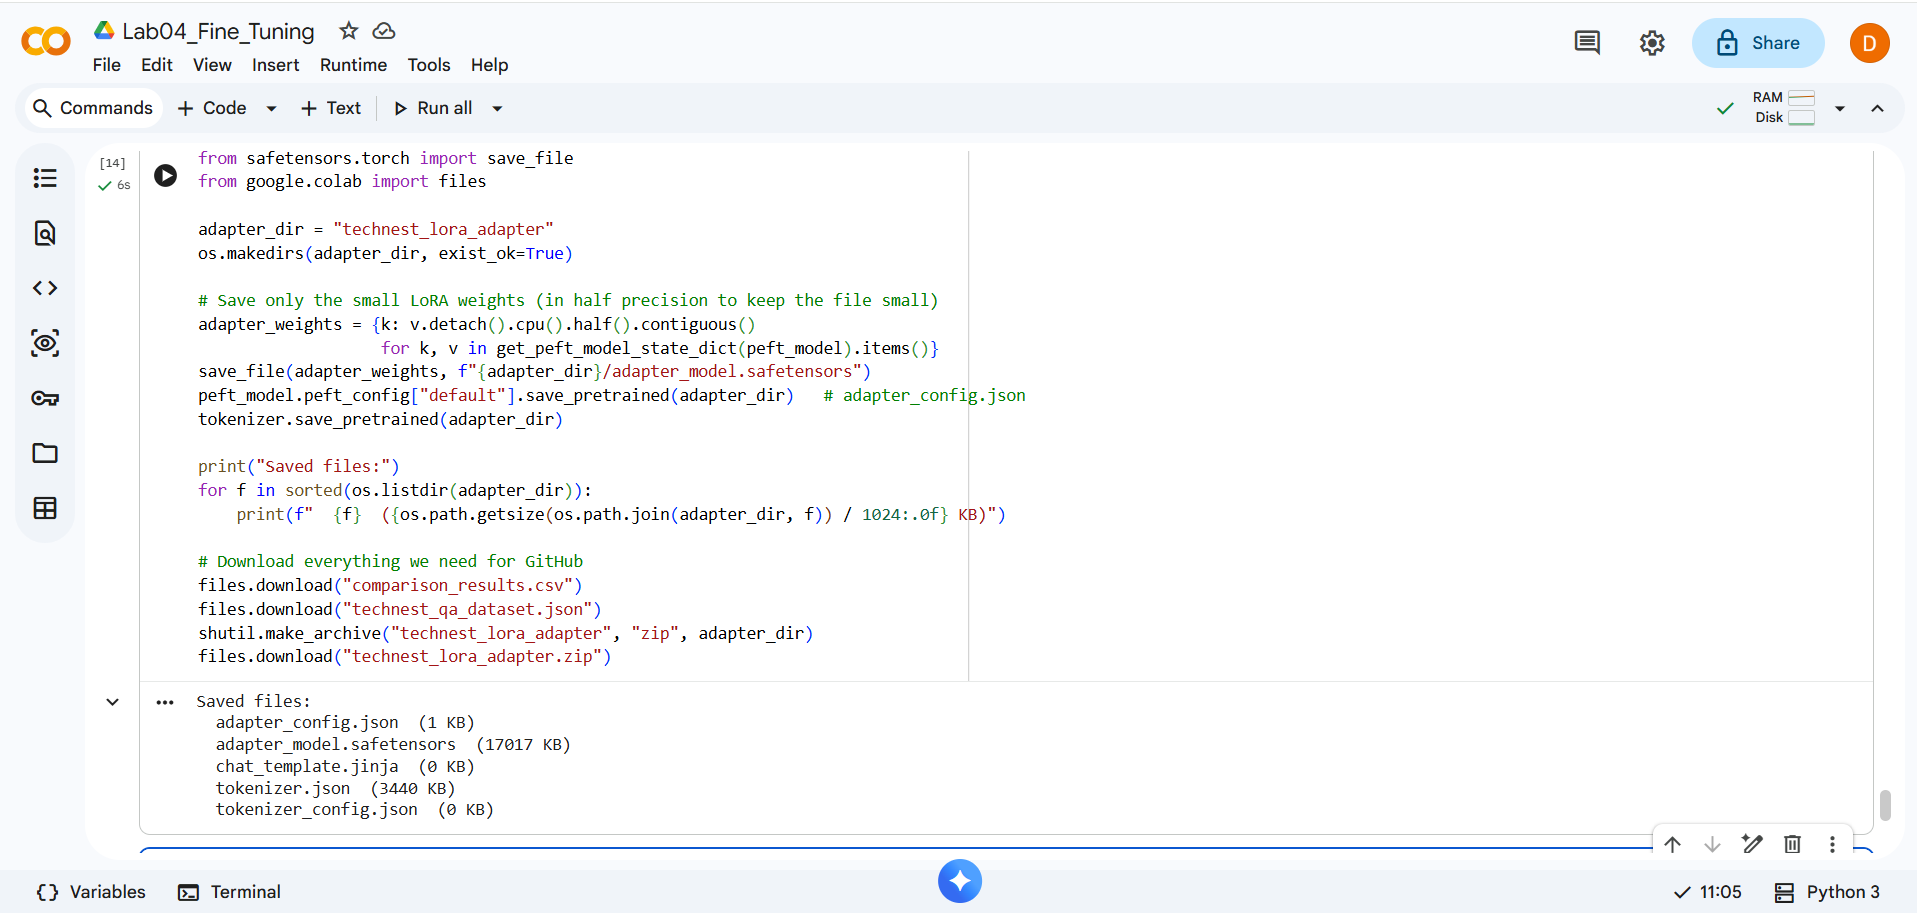 Lab04_Fine_Tuning
File Edit View Insert Runtime Tools Help
Share
D
Commands + Code + Text Run all
RAM
Disk
[14]
6s
from safetensors.torch import save_file
from google.colab import files
adapter_dir = "technest_lora_adapter"
os.makedirs(adapter_dir, exist_ok=True)
# Save only the small LoRA weights (in half precision to keep the file small)
adapter_weights = {k: v.detach().cpu().half().contiguous()
for k, v in get_peft_model_state_dict(peft_model).items()}
save_file(adapter_weights, f"{adapter_dir}/adapter_model.safetensors")
peft_model.peft_config["default"].save_pretrained(adapter_dir)   # adapter_config.json
tokenizer.save_pretrained(adapter_dir)
print("Saved files:")
for f in sorted(os.listdir(adapter_dir)):
print(f"  {f}  ({os.path.getsize(os.path.join(adapter_dir, f)) / 1024:.0f} KB)")
# Download everything we need for GitHub
files.download("comparison_results.csv")
files.download("technest_qa_dataset.json")
shutil.make_archive("technest_lora_adapter", "zip", adapter_dir)
files.download("technest_lora_adapter.zip")
Saved files:
adapter_config.json  (1 KB)
adapter_model.safetensors  (17017 KB)
chat_template.jinja  (0 KB)
tokenizer.json  (3440 KB)
tokenizer_config.json  (0 KB)
Variables Terminal
11:05 Python 3